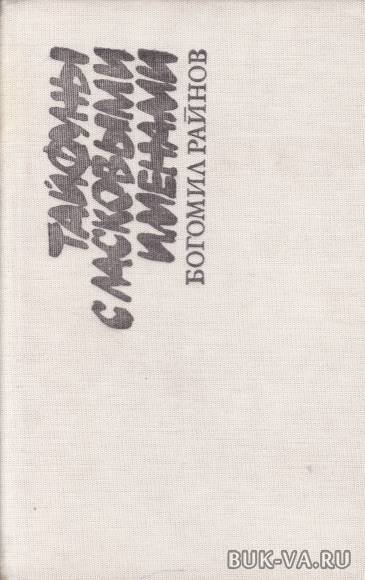 ТАЙФУНЫ
С ЛАСКОВЫМИ
ИМЕНАМИ
БОГОМИЛ РАЙНОВ
BUK-VA.RU